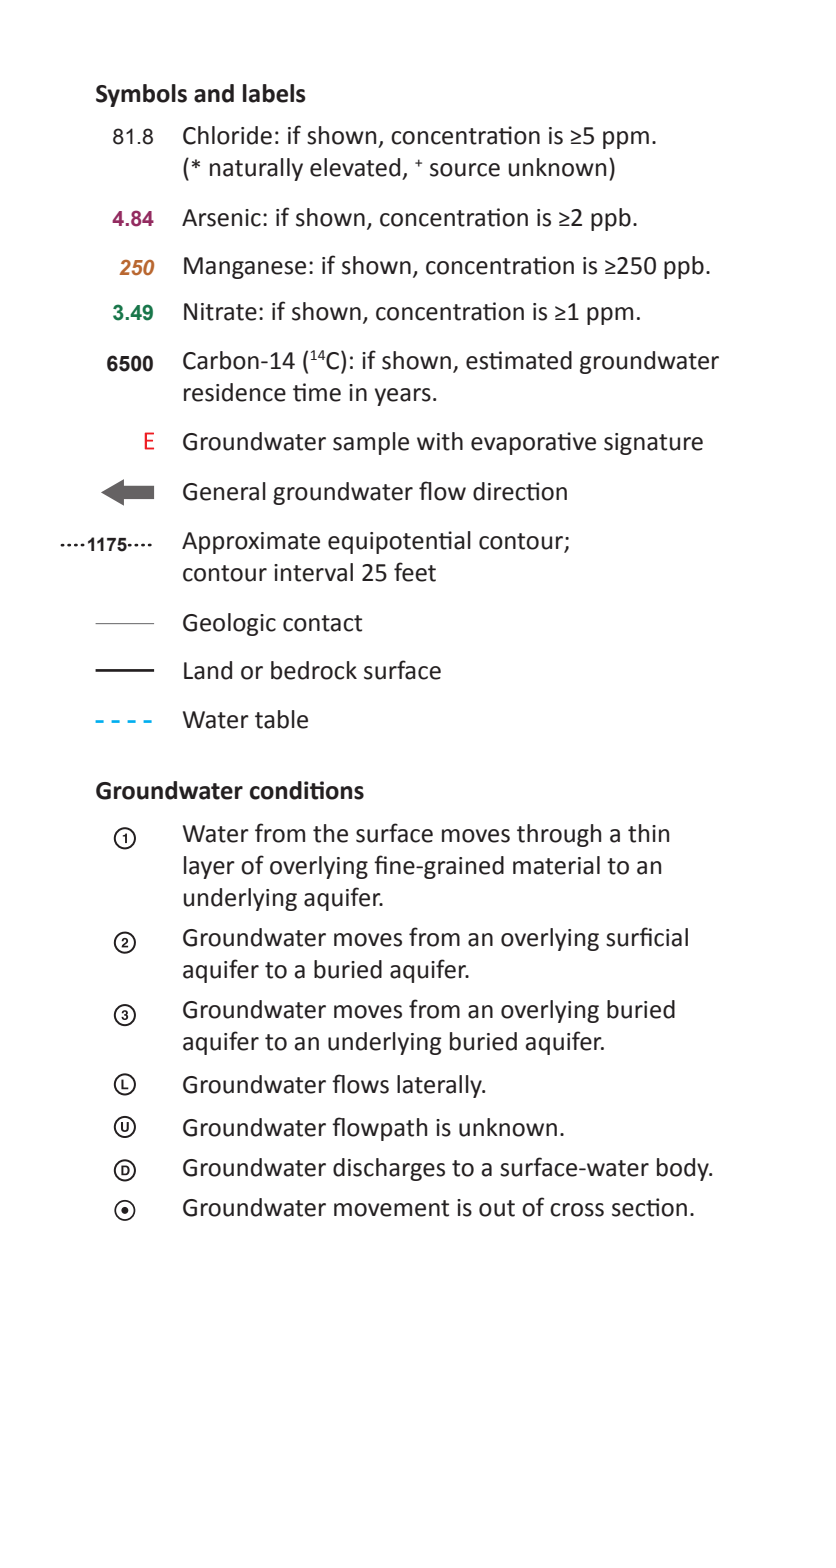 Symbols and labels
81.8 Chloride: if shown, concentration is ≥5 ppm.
(* naturally elevated, ⁺ source unknown)
4.84 Arsenic: if shown, concentration is ≥2 ppb.
250 Manganese: if shown, concentration is ≥250 ppb.
3.49 Nitrate: if shown, concentration is ≥1 ppm.
6500 Carbon-14 (¹⁴C): if shown, estimated groundwater
residence time in years.
E Groundwater sample with evaporative signature
General groundwater flow direction
1175 Approximate equipotential contour;
contour interval 25 feet
Geologic contact
Land or bedrock surface
Water table
Groundwater conditions
① Water from the surface moves through a thin
layer of overlying fine-grained material to an
underlying aquifer.
② Groundwater moves from an overlying surficial
aquifer to a buried aquifer.
③ Groundwater moves from an overlying buried
aquifer to an underlying buried aquifer.
Ⓛ Groundwater flows laterally.
Ⓤ Groundwater flowpath is unknown.
Ⓓ Groundwater discharges to a surface-water body.
Groundwater movement is out of cross section.